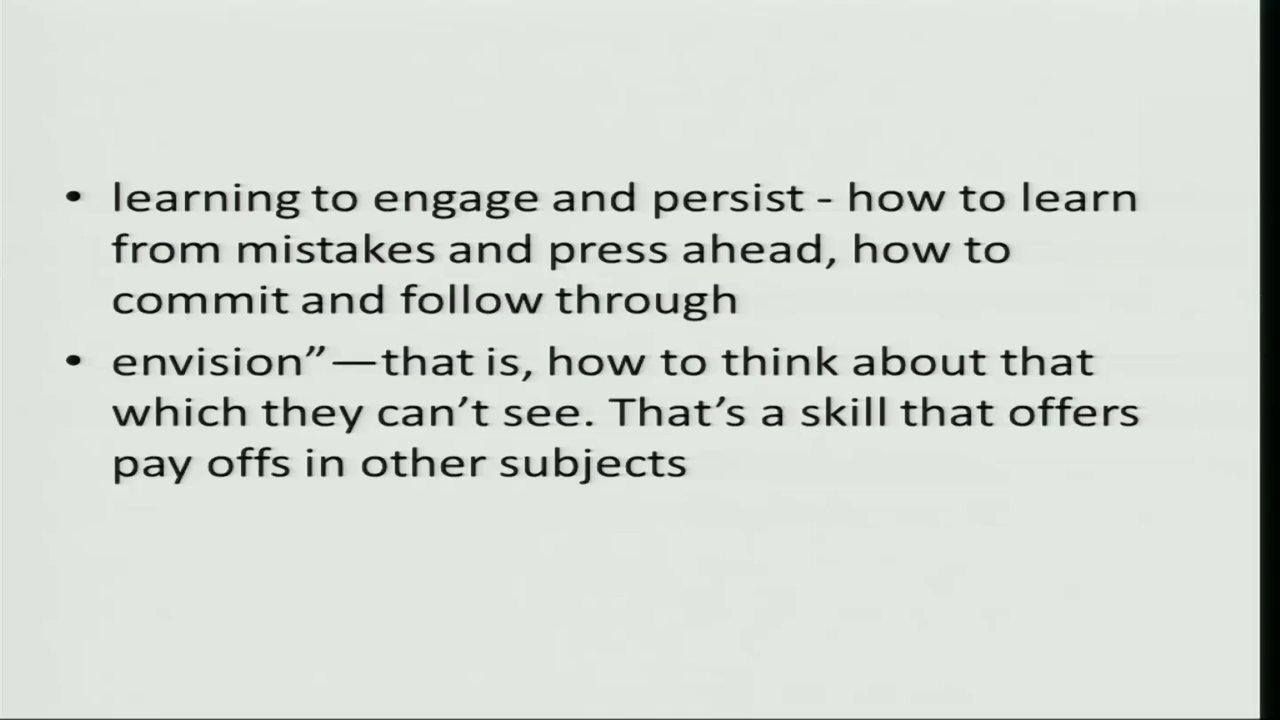 • learning to engage and persist - how to learn
from mistakes and press ahead, how to
commit and follow through
• envision”—that is, how to think about that
which they can’t see. That’s a skill that offers
pay offs in other subjects